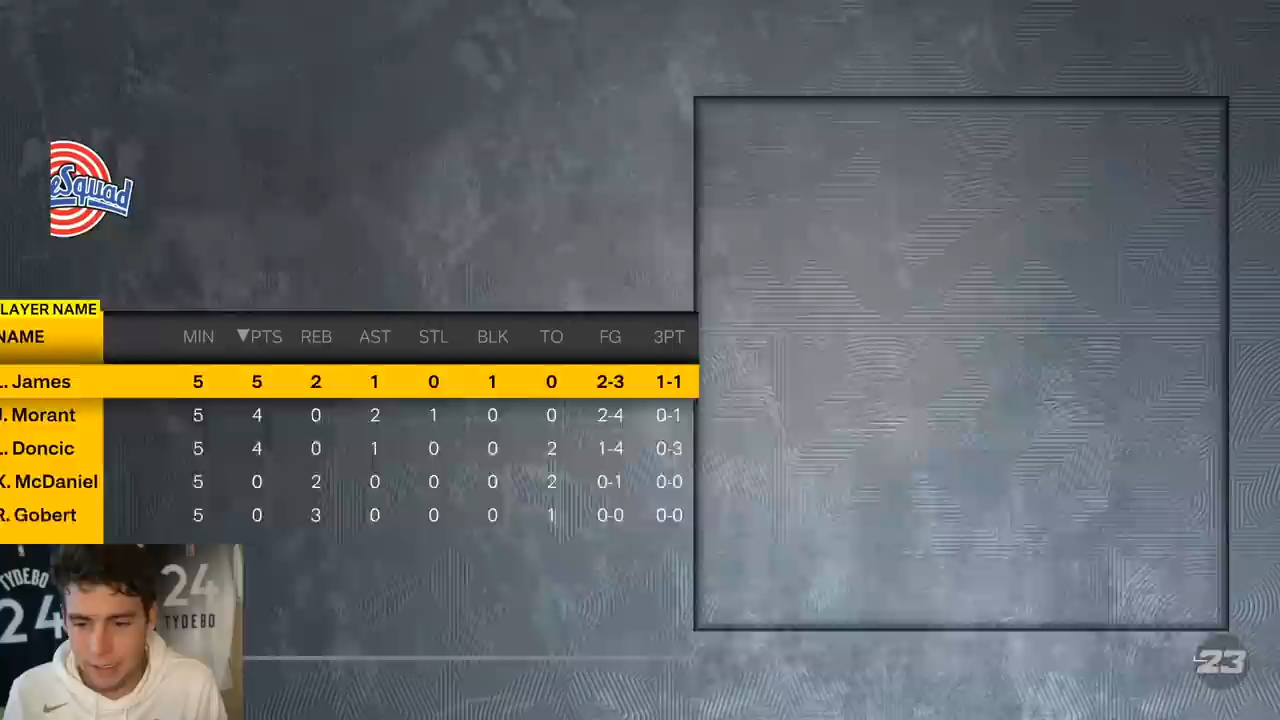 eSquad
LAYER NAME
NAME MIN ▼PTS REB AST STL BLK TO FG 3PT
L. James 5 5 2 1 0 1 0 2-3 1-1
J. Morant 5 4 0 2 1 0 0 2-4 0-1
L. Doncic 5 4 0 1 0 0 2 1-4 0-3
X. McDaniel 5 0 2 0 0 0 2 0-1 0-0
R. Gobert 5 0 3 0 0 0 1 0-0 0-0
TYDEBO
24
24
TYDEBO
23